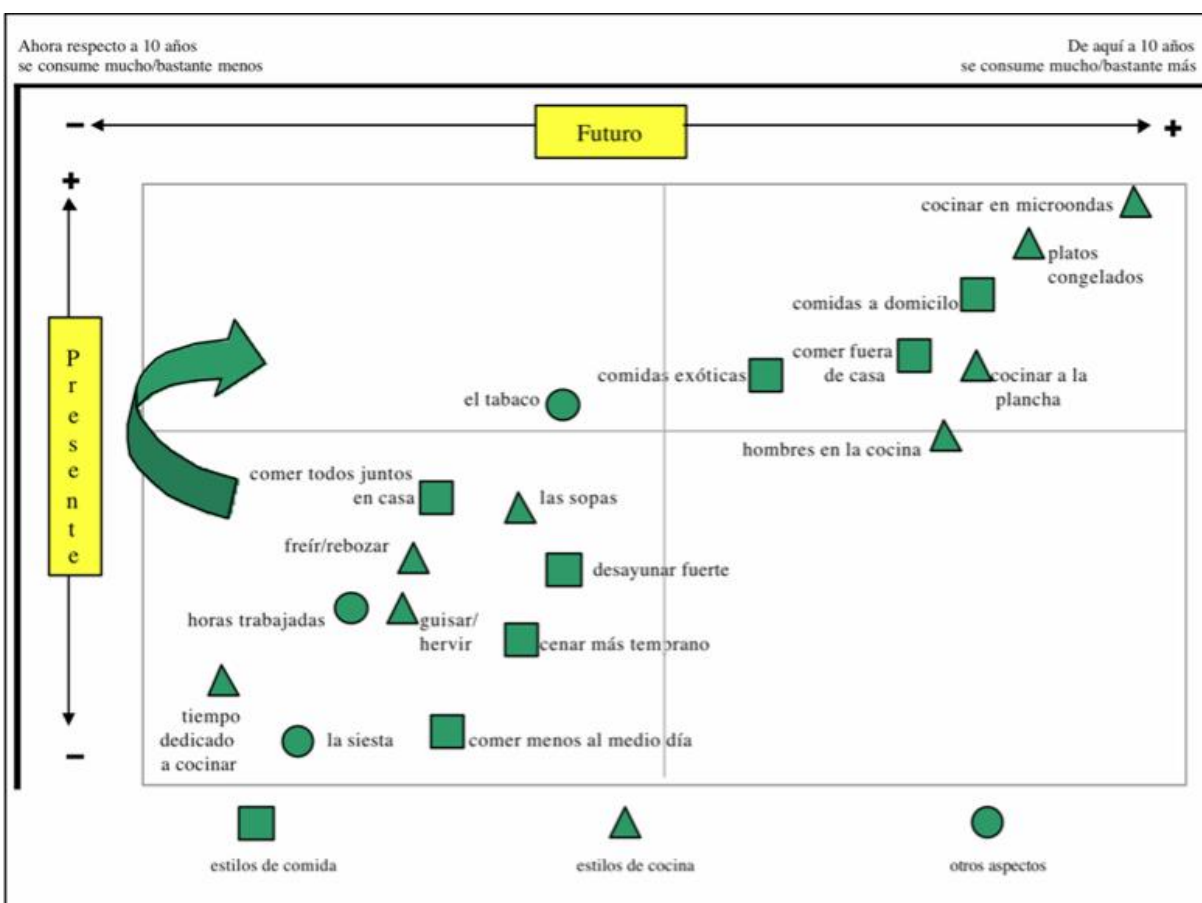 Ahora respecto a 10 años
se consume mucho/bastante menos
De aquí a 10 años
se consume mucho/bastante más
−
Futuro
+
+
Presente
−
cocinar en microondas
platos
congelados
comidas a domicilo
comer fuera
de casa
comidas exóticas
cocinar a la
plancha
el tabaco
hombres en la cocina
comer todos juntos
en casa
las sopas
freír/rebozar
desayunar fuerte
horas trabajadas
guisar/
hervir
cenar más temprano
tiempo
dedicado
a cocinar
la siesta
comer menos al medio día
estilos de comida
estilos de cocina
otros aspectos